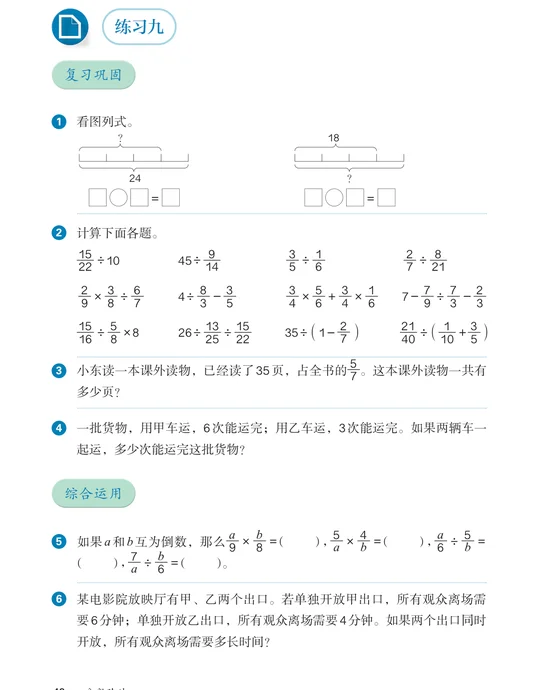 练习九
复习巩固
1 看图列式。
? 18
24 ?
□○□=□ □○□=□
2 计算下面各题。
15/22÷10 45÷9/14 3/5÷1/6 2/7÷8/21
2/9×3/8÷6/7 4÷8/3-3/5 3/4×5/6+3/4×1/6 7-7/9÷7/3-2/3
15/16÷5/8×8 26÷13/25÷15/22 35÷(1-2/7) 21/40÷(1/10+3/5)
3 小东读一本课外读物，已经读了35页，占全书的5/7。这本课外读物一共有
多少页？
4 一批货物，用甲车运，6次能运完；用乙车运，3次能运完。如果两辆车一
起运，多少次能运完这批货物？
综合运用
5 如果a和b互为倒数，那么a/9×b/8=( )，5/a×4/b=( )，a/6÷5/b=
( )，7/a÷b/6=( )。
6 某电影院放映厅有甲、乙两个出口。若单独开放甲出口，所有观众离场需
要6分钟；单独开放乙出口，所有观众离场需要4分钟。如果两个出口同时
开放，所有观众离场需要多长时间？